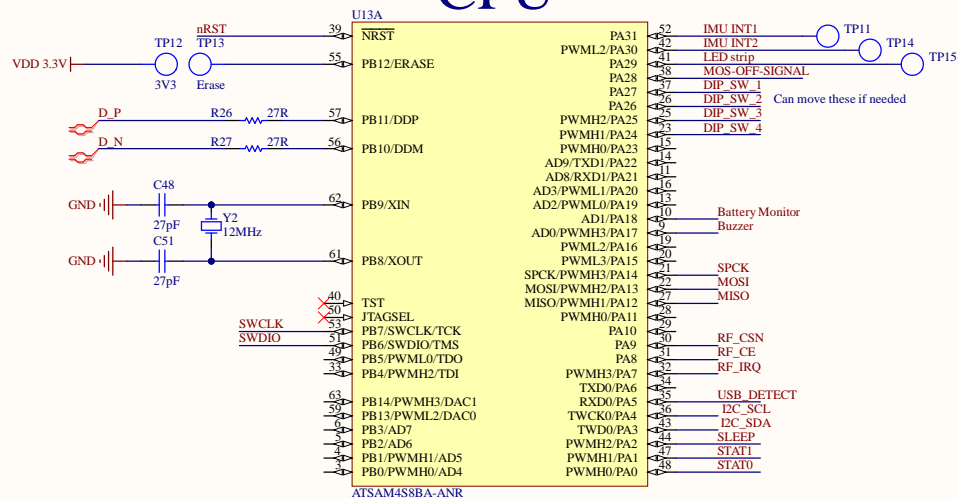 CPU
U13A
nRST 39 NRST
VDD 3.3V TP12 TP13 55 PB12/ERASE
3V3 Erase
D_P R26 27R 57 PB11/DDP
D_N R27 27R 56 PB10/DDM
C48
GND 27pF 62 PB9/XIN
Y2
12MHz
C51
GND 27pF 61 PB8/XOUT
40 TST
50 JTAGSEL
SWCLK 53 PB7/SWCLK/TCK
SWDIO 51 PB6/SWDIO/TMS
49 PB5/PWML0/TDO
33 PB4/PWMH2/TDI
63 PB14/PWMH3/DAC1
59 PB13/PWML2/DAC0
6 PB3/AD7
5 PB2/AD6
4 PB1/PWMH1/AD5
3 PB0/PWMH0/AD4
PA31 52 IMU INT1 TP11
PWML2/PA30 42 IMU INT2 TP14
PA29 41 LED strip TP15
PA28 38 MOS-OFF-SIGNAL
PA27 37 DIP_SW_1
PA26 26 DIP_SW_2 Can move these if needed
PWMH2/PA25 25 DIP_SW_3
PWMH1/PA24 23 DIP_SW_4
PWMH0/PA23 15
AD9/TXD1/PA22 14
AD8/RXD1/PA21 11
AD3/PWML1/PA20 16
AD2/PWML0/PA19 13
AD1/PA18 10 Battery Monitor
AD0/PWMH3/PA17 9 Buzzer
PWML2/PA16 19
PWML3/PA15 20
SPCK/PWMH3/PA14 21 SPCK
MOSI/PWMH2/PA13 22 MOSI
MISO/PWMH1/PA12 27 MISO
PWMH0/PA11 28
PA10 29
PA9 30 RF_CSN
PA8 31 RF_CE
PWMH3/PA7 32 RF_IRQ
TXD0/PA6 34
RXD0/PA5 35 USB_DETECT
TWCK0/PA4 36 I2C_SCL
TWD0/PA3 43 I2C_SDA
PWMH2/PA2 44 SLEEP
PWMH1/PA1 47 STAT1
PWMH0/PA0 48 STAT0
ATSAM4S8BA-ANR